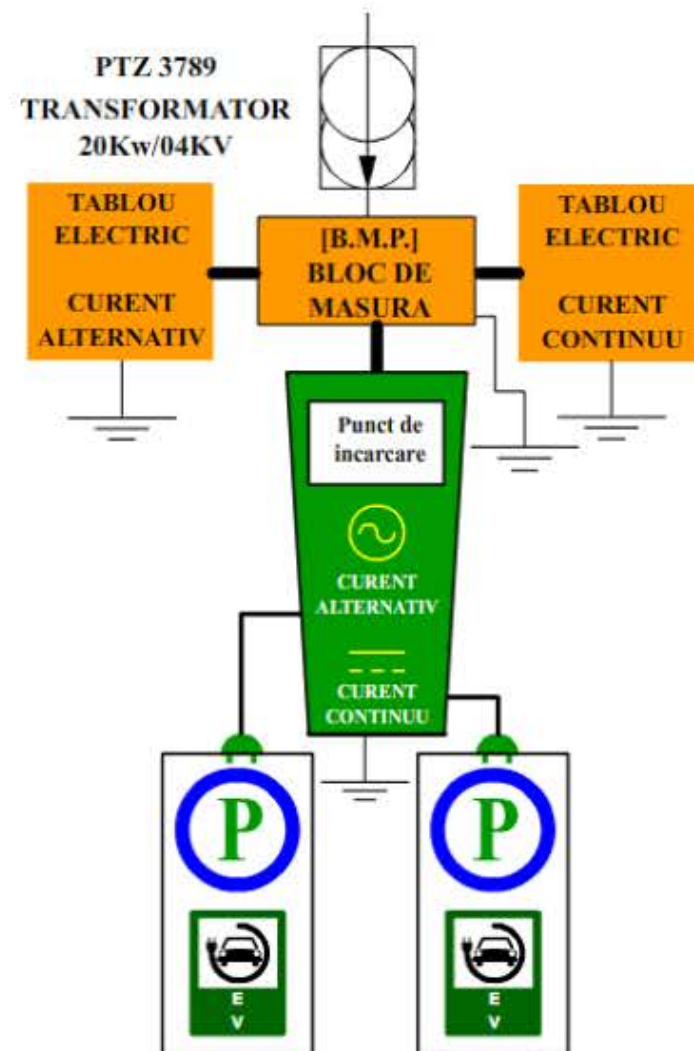 PTZ 3789
TRANSFORMATOR
20Kw/04KV
TABLOU
ELECTRIC
CURENT
ALTERNATIV
[B.M.P.]
BLOC DE
MASURA
TABLOU
ELECTRIC
CURENT
CONTINUU
Punct de
incarcare
CURENT
ALTERNATIV
CURENT
CONTINUU
P
E
V
P
E
V